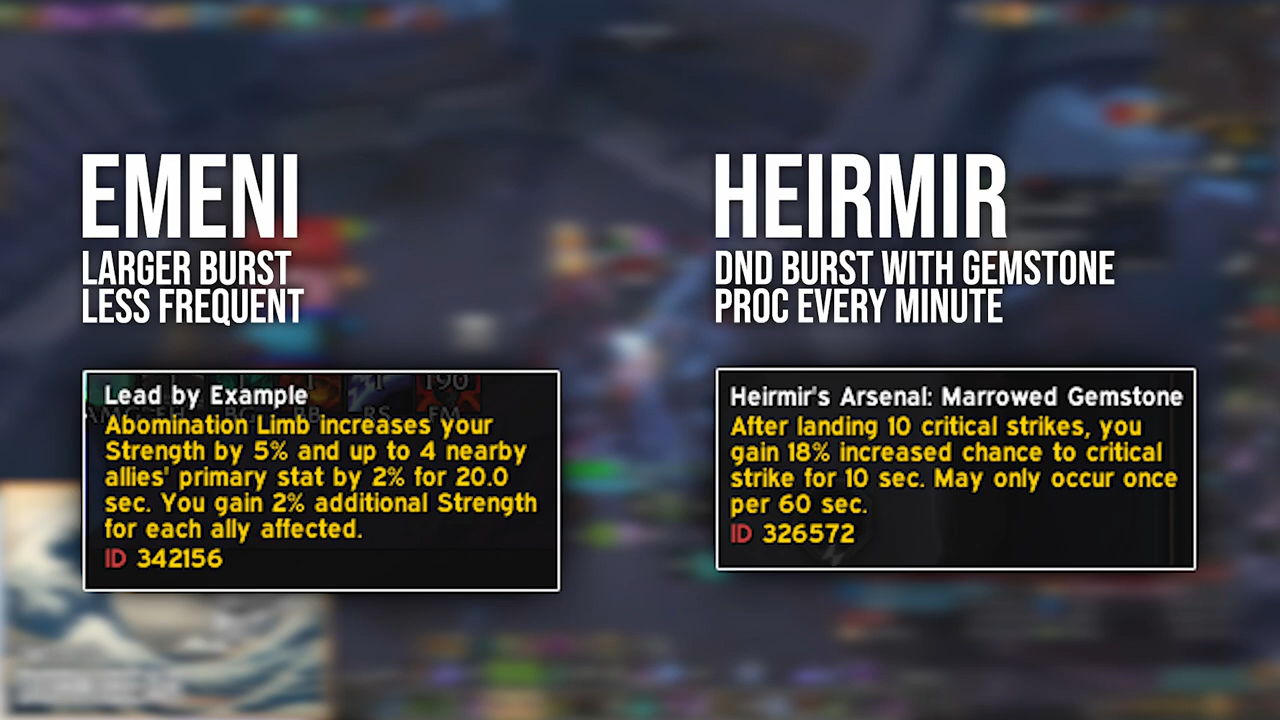 EMENI
LARGER BURST
LESS FREQUENT
Lead by Example
Abomination Limb increases your
Strength by 5% and up to 4 nearby
allies' primary stat by 2% for 20.0
sec. You gain 2% additional Strength
for each ally affected.
ID 342156
HEIRMIR
DND BURST WITH GEMSTONE
PROC EVERY MINUTE
Heirmir's Arsenal: Marrowed Gemstone
After landing 10 critical strikes, you
gain 18% increased chance to critical
strike for 10 sec. May only occur once
per 60 sec.
ID 326572